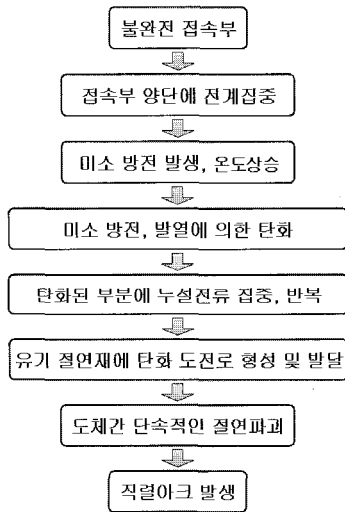 불완전 접속부
접속부 양단에 전계집중
미소 방전 발생, 온도상승
미소 방전, 발열에 의한 탄화
탄화된 부분에 누설전류 집중, 반복
유기 절연재에 탄화 도전로 형성 및 발달
도체간 단속적인 절연파괴
직렬아크 발생